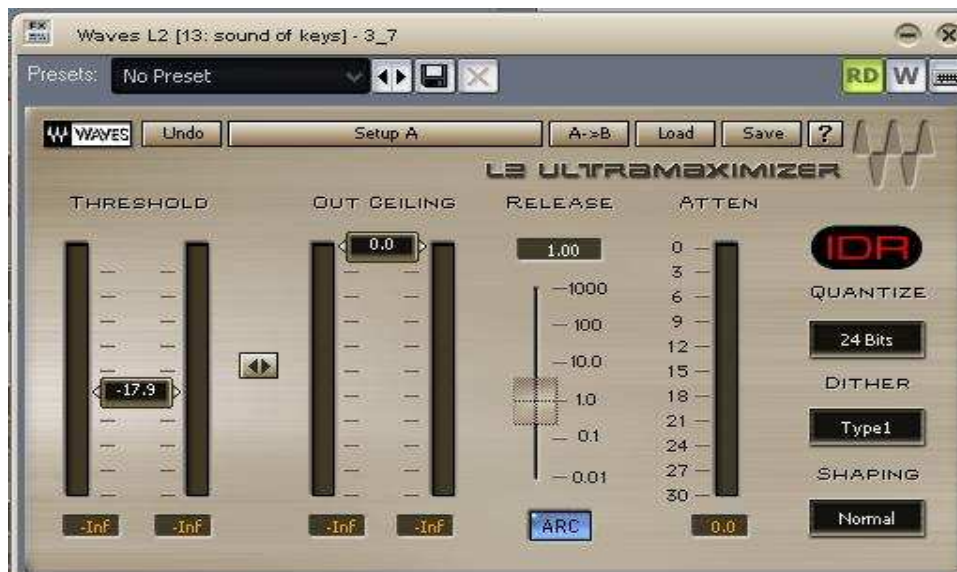 FX
Waves L2 [13: sound of keys] - 3_7
Presets: No Preset RD W
WAVES Undo Setup A A->B Load Save ?
L2 ULTRAMAXIMIZER
THRESHOLD OUT CEILING RELEASE ATTEN
0.0 1.00 0 IDR
3
1000 6 QUANTIZE
100 9
12 24 Bits
10.0 15 DITHER
-17.9 1.0 18
21 Type1
0.1 24
0.01 27 SHAPING
30
-Inf -Inf -Inf -Inf ARC 0.0 Normal